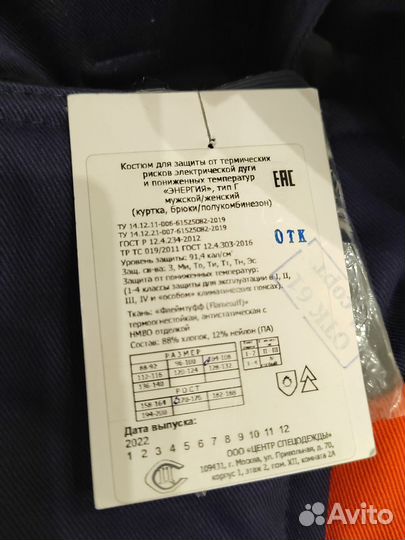 Костюм для защиты от термических
рисков электрической дуги
и пониженных температур
«ЭНЕРГИЯ», тип Г
мужской/женский
(куртка, брюки/полукомбинезон)
EAC
ТУ 14.12.11-006-61525082-2019
ТУ 14.12.21-007-61525082-2019
ГОСТ Р 12.4.234-2012
ТР ТС 019/2011 ГОСТ 12.4.303-2016
Уровень защиты: 91,4 кал/см²
Защ. св-ва: З, Ми, То, Ти, Тт, Тн, Эс
Защита от пониженных температур:
(1-4 классы защиты для эксплуатации в I, II,
III, IV и «особом» климатических поясах).
ОТК
Ткань: «Флеймтуфф (Flametuff)»
термоогнестойкая, антистатическая с
НМВО отделкой
Состав: 88% хлопок, 12% нейлон (ПА)
РАЗМЕР
88-92 96-100 104-108
112-116 120-124 128-132
136-140
РОСТ
158-164 170-176 182-188
194-200
Дата выпуска:
2022
1 2 3 4 5 6 7 8 9 10 11 12
ООО «ЦЕНТР СПЕЦОДЕЖДЫ»
109431, г. Москва, ул. Привольная, д. 70,
корпус 1, этаж 2, пом. XII, комната 2А
Avito